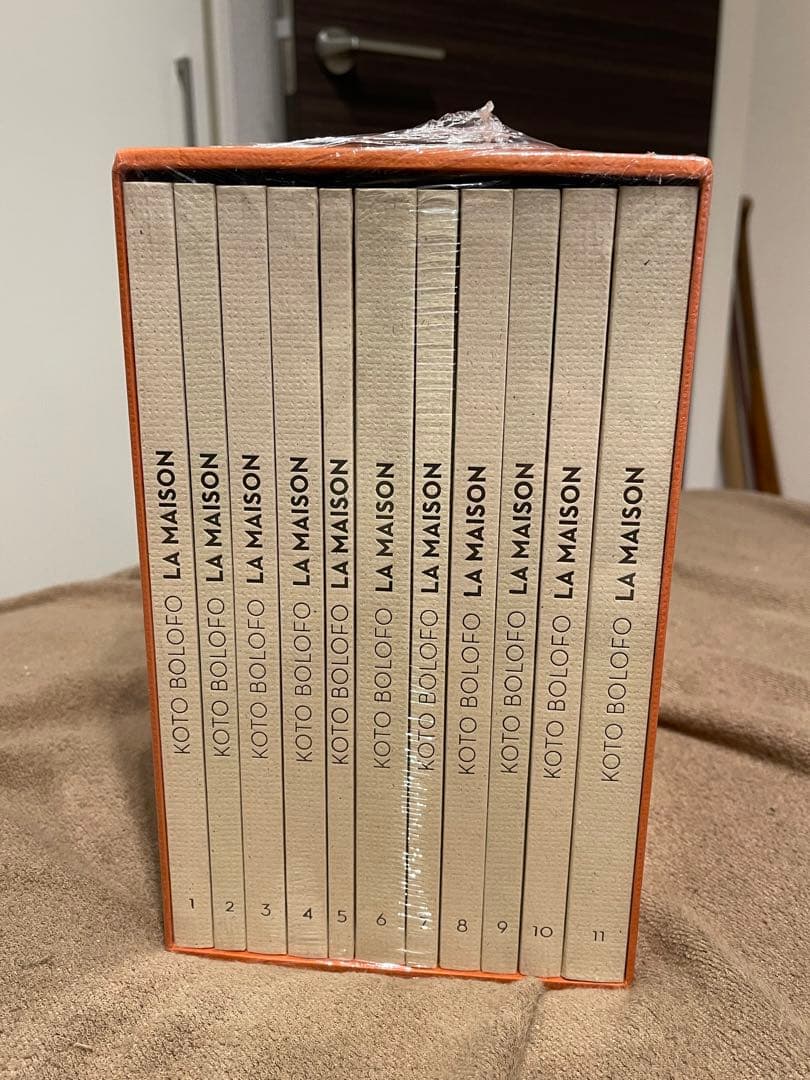 KOTO BOLOFO LA MAISON 1
KOTO BOLOFO LA MAISON 2
KOTO BOLOFO LA MAISON 3
KOTO BOLOFO LA MAISON 4
KOTO BOLOFO LA MAISON 5
KOTO BOLOFO LA MAISON 6
KOTO BOLOFO LA MAISON
KOTO BOLOFO LA MAISON 8
KOTO BOLOFO LA MAISON 9
KOTO BOLOFO LA MAISON 10
KOTO BOLOFO LA MAISON 11